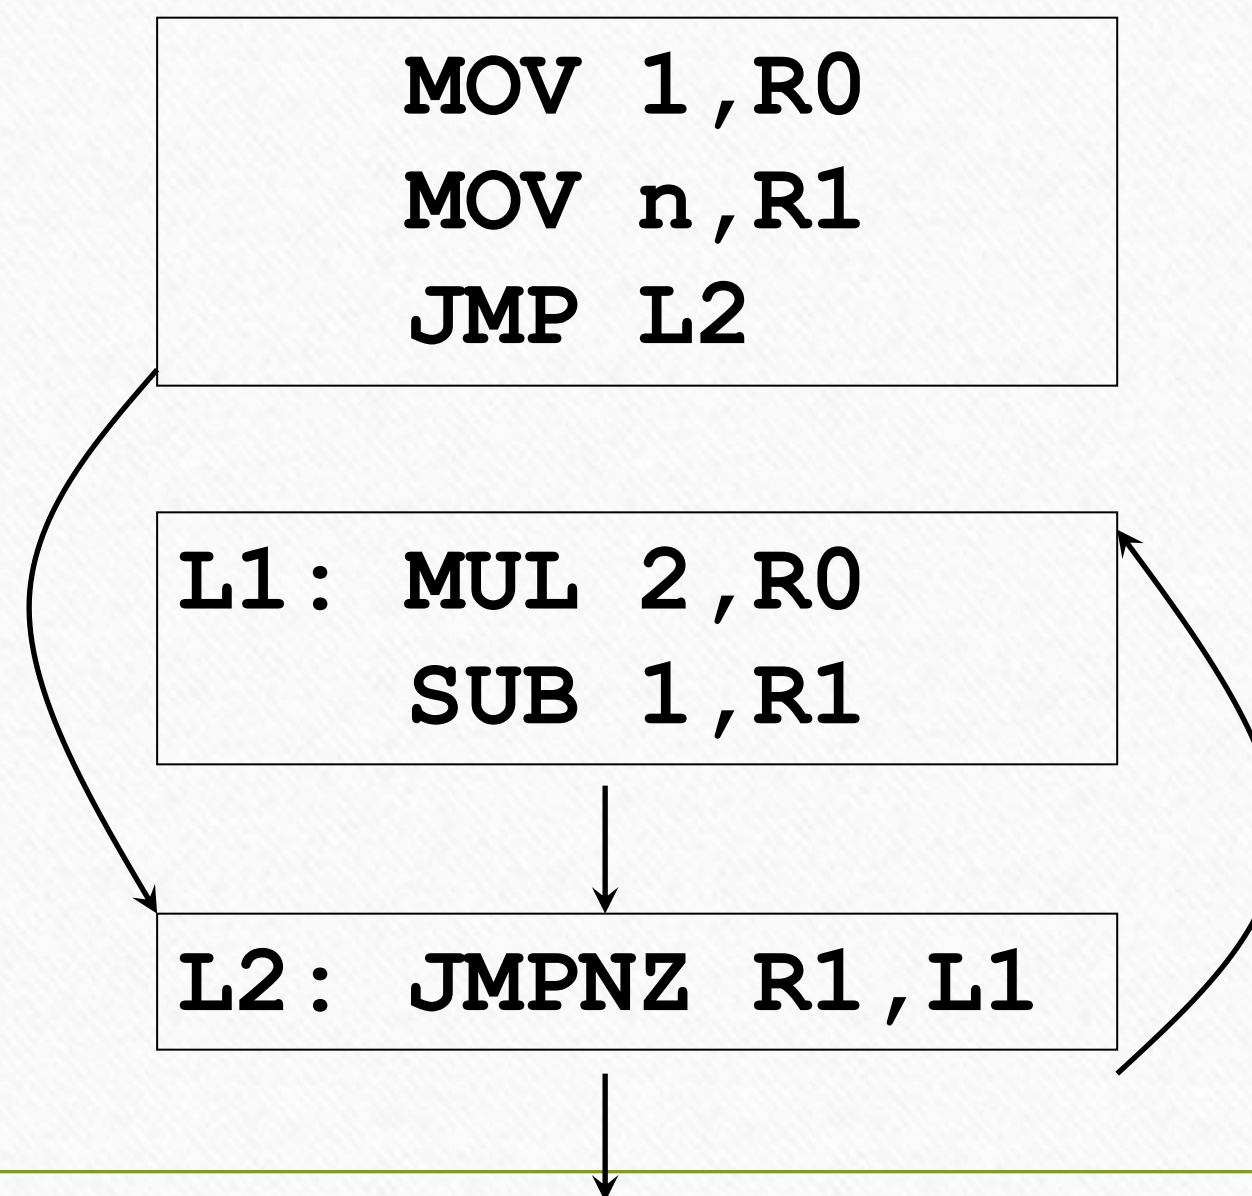 MOV 1,R0
MOV n,R1
JMP L2
L1: MUL 2,R0
SUB 1,R1
L2: JMPNZ R1,L1